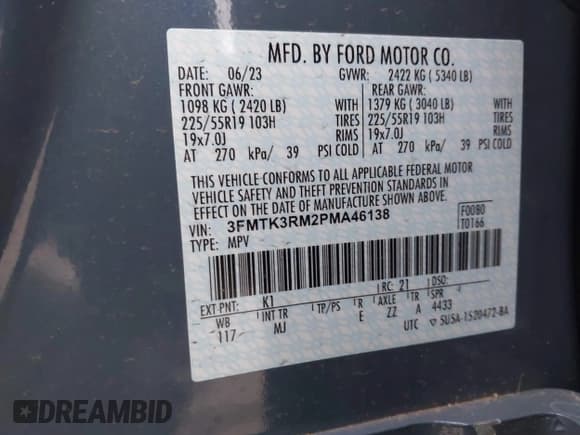 MFD. BY FORD MOTOR CO.
DATE: 06/23 GVWR: 2422 KG ( 5340 LB)
FRONT GAWR: REAR GAWR:
1098 KG ( 2420 LB) WITH 1379 KG ( 3040 LB) WITH
225/55R19 103H TIRES 225/55R19 103H TIRES
19x7.0J RIMS 19x7.0J RIMS
AT 270 kPa/ 39 PSI COLD AT 270 kPa/ 39 PSI COLD
THIS VEHICLE CONFORMS TO ALL APPLICABLE FEDERAL MOTOR
VEHICLE SAFETY AND THEFT PREVENTION STANDARDS IN
EFFECT ON THE DATE OF MANUFACTURE SHOWN ABOVE.
VIN: 3FMTK3RM2PMA46138 F0080
TYPE: MPV T0166
EXT PNT: K1 RC: 21 DSO:
WB INT TR TP/PS R AXLE TR SPR
117 MJ E ZZ A 4433
UTC ▽ 5U5A-1520472-BA
DREAMBID